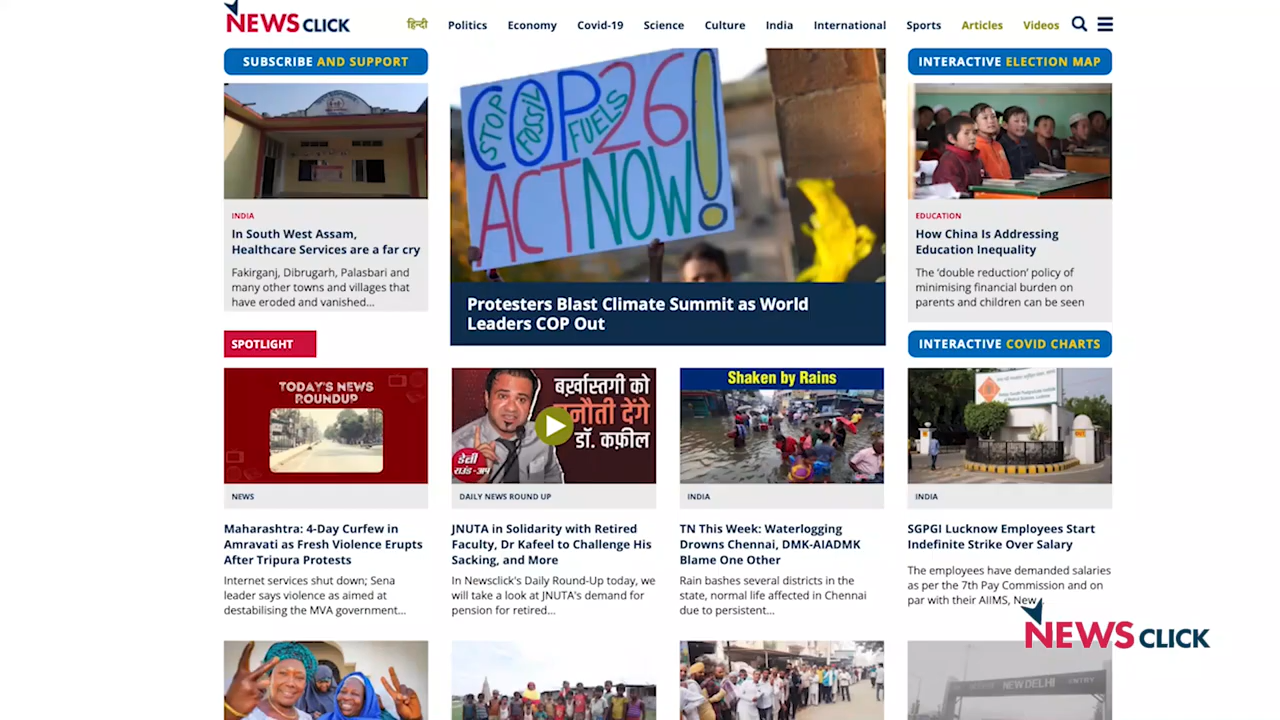 NEWSCLICK
हिन्दी Politics Economy Covid-19 Science Culture India International Sports Articles Videos
SUBSCRIBE AND SUPPORT
INDIA
In South West Assam,
Healthcare Services are a far cry
Fakirganj, Dibrugarh, Palasbari and
many other towns and villages that
have eroded and vanished...
COP26
STOP
FOSSIL
FUELS
ACT NOW!
Protesters Blast Climate Summit as World
Leaders COP Out
INTERACTIVE ELECTION MAP
EDUCATION
How China Is Addressing
Education Inequality
The ‘double reduction’ policy of
minimising financial burden on
parents and children can be seen
SPOTLIGHT
INTERACTIVE COVID CHARTS
TODAY'S NEWS
ROUNDUP
NEWS
Maharashtra: 4-Day Curfew in
Amravati as Fresh Violence Erupts
After Tripura Protests
Internet services shut down; Sena
leader says violence as aimed at
destabilising the MVA government...
बर्ख़ास्तगी को
चुनौती देंगे
डॉ. कफ़ील
डेली
राउंड-अप
DAILY NEWS ROUND UP
JNUTA in Solidarity with Retired
Faculty, Dr Kafeel to Challenge His
Sacking, and More
In Newsclick's Daily Round-Up today, we
will take a look at JNUTA's demand for
pension for retired...
Shaken by Rains
INDIA
TN This Week: Waterlogging
Drowns Chennai, DMK-AIADMK
Blame One Other
Rain bashes several districts in the
state, normal life affected in Chennai
due to persistent...
INDIA
SGPGI Lucknow Employees Start
Indefinite Strike Over Salary
The employees have demanded salaries
as per the 7th Pay Commission and on
par with their AIIMS, New...
NEWSCLICK
NEW DELHI ENTRY